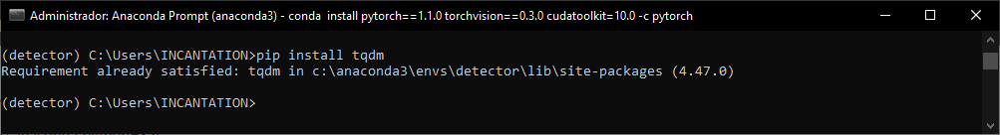 Administrador: Anaconda Prompt (anaconda3) - conda  install pytorch==1.1.0 torchvision==0.3.0 cudatoolkit=10.0 -c pytorch
(detector) C:\Users\INCANTATION>pip install tqdm
Requirement already satisfied: tqdm in c:\anaconda3\envs\detector\lib\site-packages (4.47.0)
(detector) C:\Users\INCANTATION>